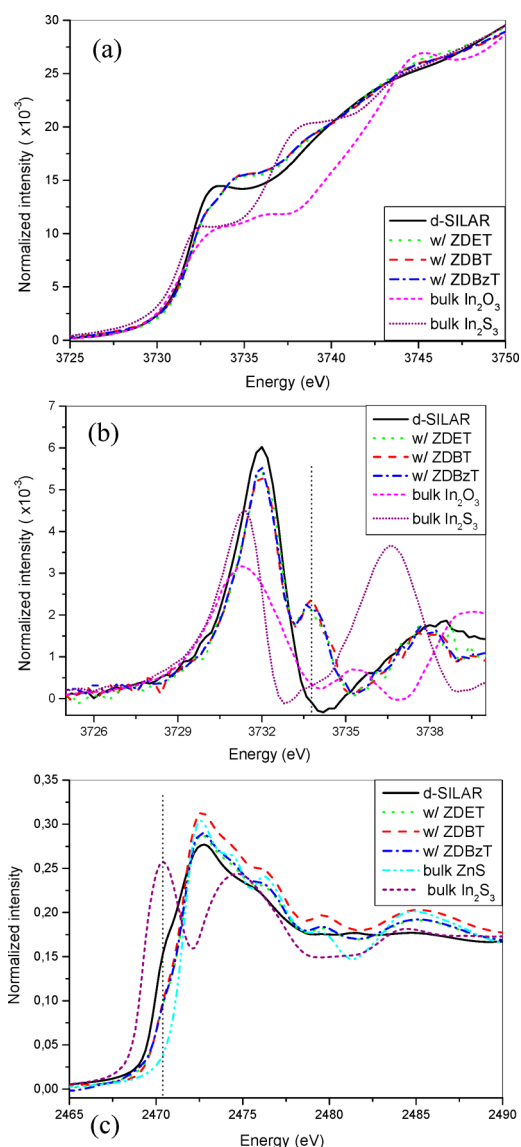 (a)
30
25
20
15
10
5
0
Normalized intensity ( x10⁻³)
d-SILAR
w/ ZDET
w/ ZDBT
w/ ZDBzT
bulk In₂O₃
bulk In₂S₃
3725 3730 3735 3740 3745 3750
Energy (eV)
(b)
7
6
5
4
3
2
1
0
Normalized intensity ( x10⁻³)
d-SILAR
w/ ZDET
w/ ZDBT
w/ ZDBzT
bulk In₂O₃
bulk In₂S₃
3726 3729 3732 3735 3738
Energy (eV)
0,35
0,30
0,25
0,20
0,15
0,10
0,05
0,00
Normalized intensity
d-SILAR
w/ ZDET
w/ ZDBT
w/ ZDBzT
bulk ZnS
bulk In₂S₃
2465 2470 2475 2480 2485 2490
(c)
Energy (eV)